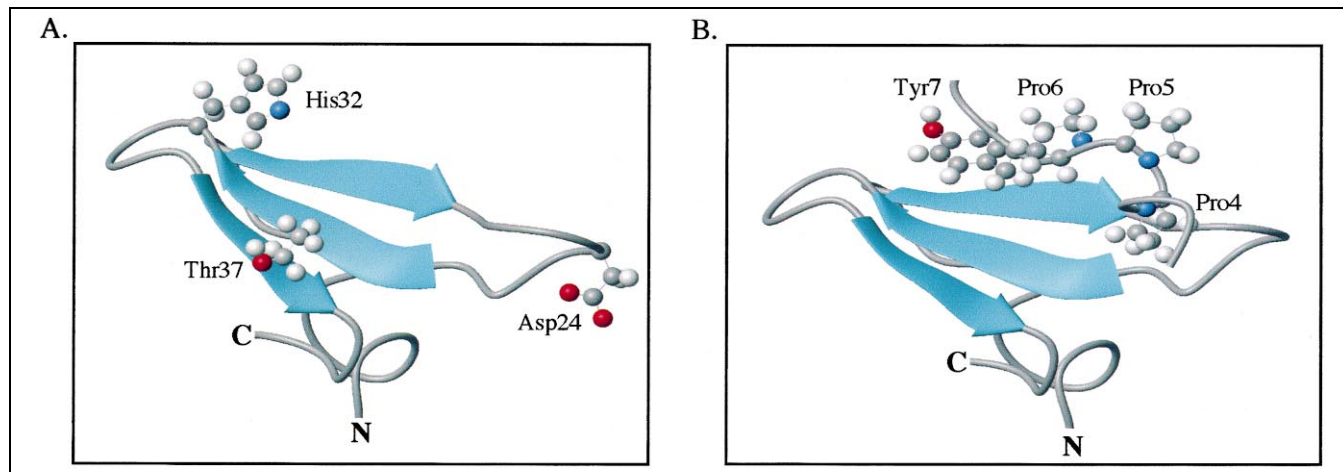 A.
His32
Thr37
Asp24
C
N
B.
Tyr7
Pro6
Pro5
Pro4
C
N